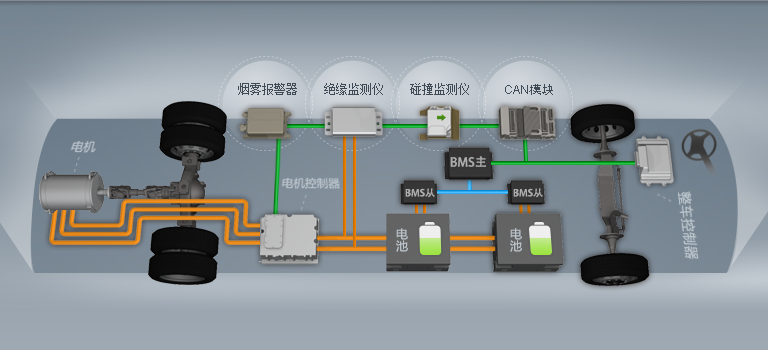 烟雾报警器
绝缘监测仪
碰撞监测仪
CAN模块
电机
BMS主
电机控制器
BMS从
BMS从
整车控制器
电池
电池